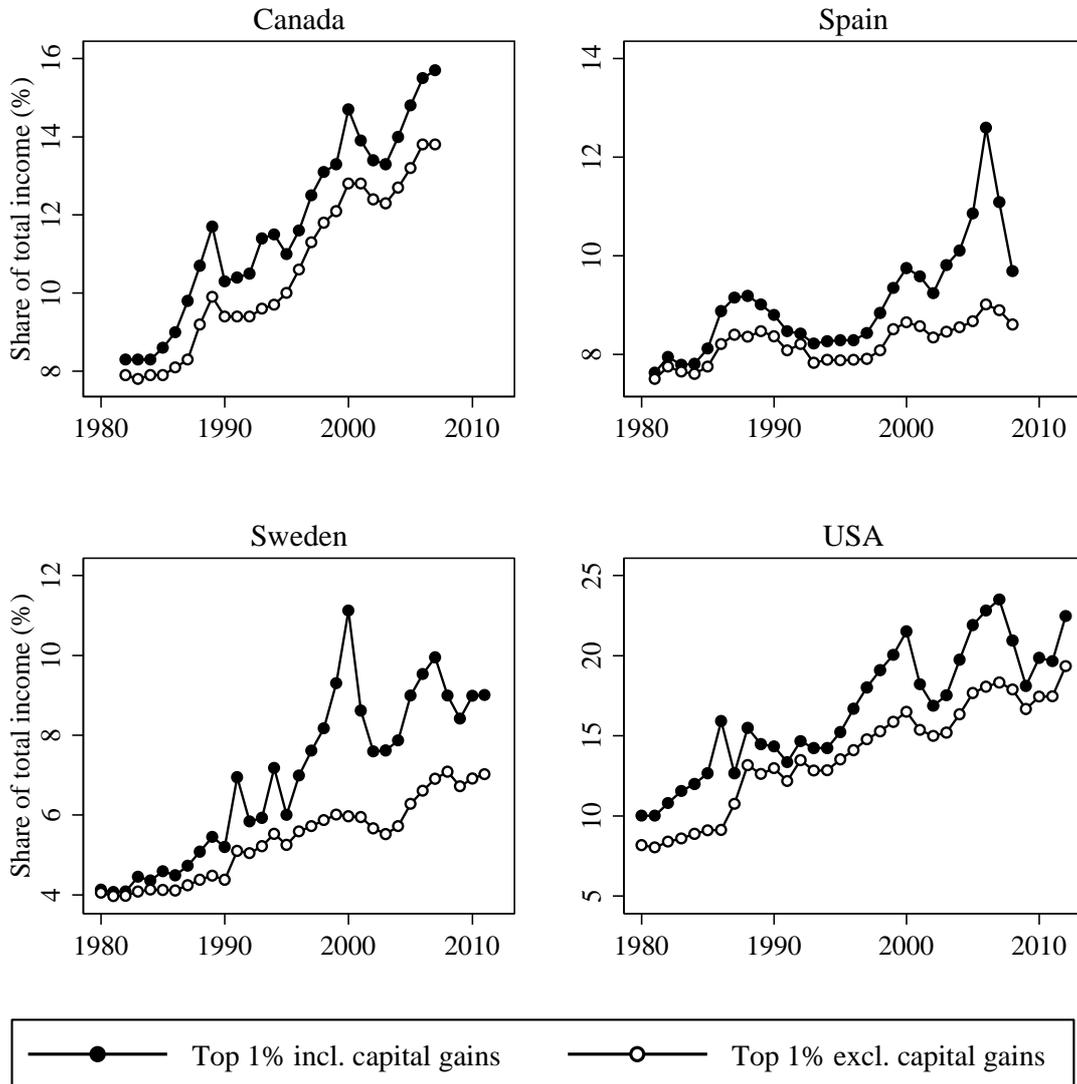 Canada
Share of total income (%)
16
14
12
10
8
1980 1990 2000 2010
Spain
14
12
10
8
1980 1990 2000 2010
Sweden
Share of total income (%)
12
10
8
6
4
1980 1990 2000 2010
USA
25
20
15
10
5
1980 1990 2000 2010
Top 1% incl. capital gains
Top 1% excl. capital gains